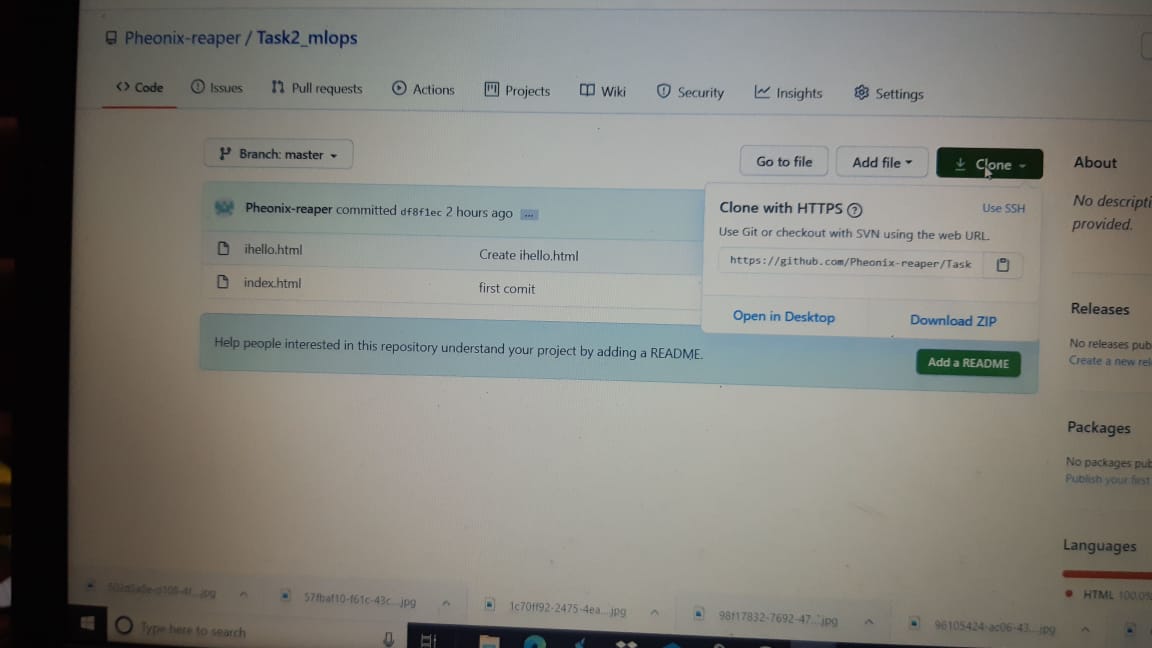 Pheonix-reaper / Task2_mlops
Code Issues Pull requests Actions Projects Wiki Security Insights Settings
Branch: master Go to file Add file Clone
About
No descripti
provided.
Pheonix-reaper committed df8f1ec 2 hours ago ...
ihello.html Create ihello.html
index.html first comit
Clone with HTTPS ? Use SSH
Use Git or checkout with SVN using the web URL.
https://github.com/Pheonix-reaper/Task
Open in Desktop Download ZIP
Help people interested in this repository understand your project by adding a README.
Add a README
Releases
No releases pub
Create a new rel
Packages
No packages pub
Publish your first
Languages
HTML 100.0%
57fbaf10-f61c-43c....jpg 1c70ff92-2475-4ea....jpg 98f17832-7692-47...jpg 96105424-ac06-43....jpg
Type here to search